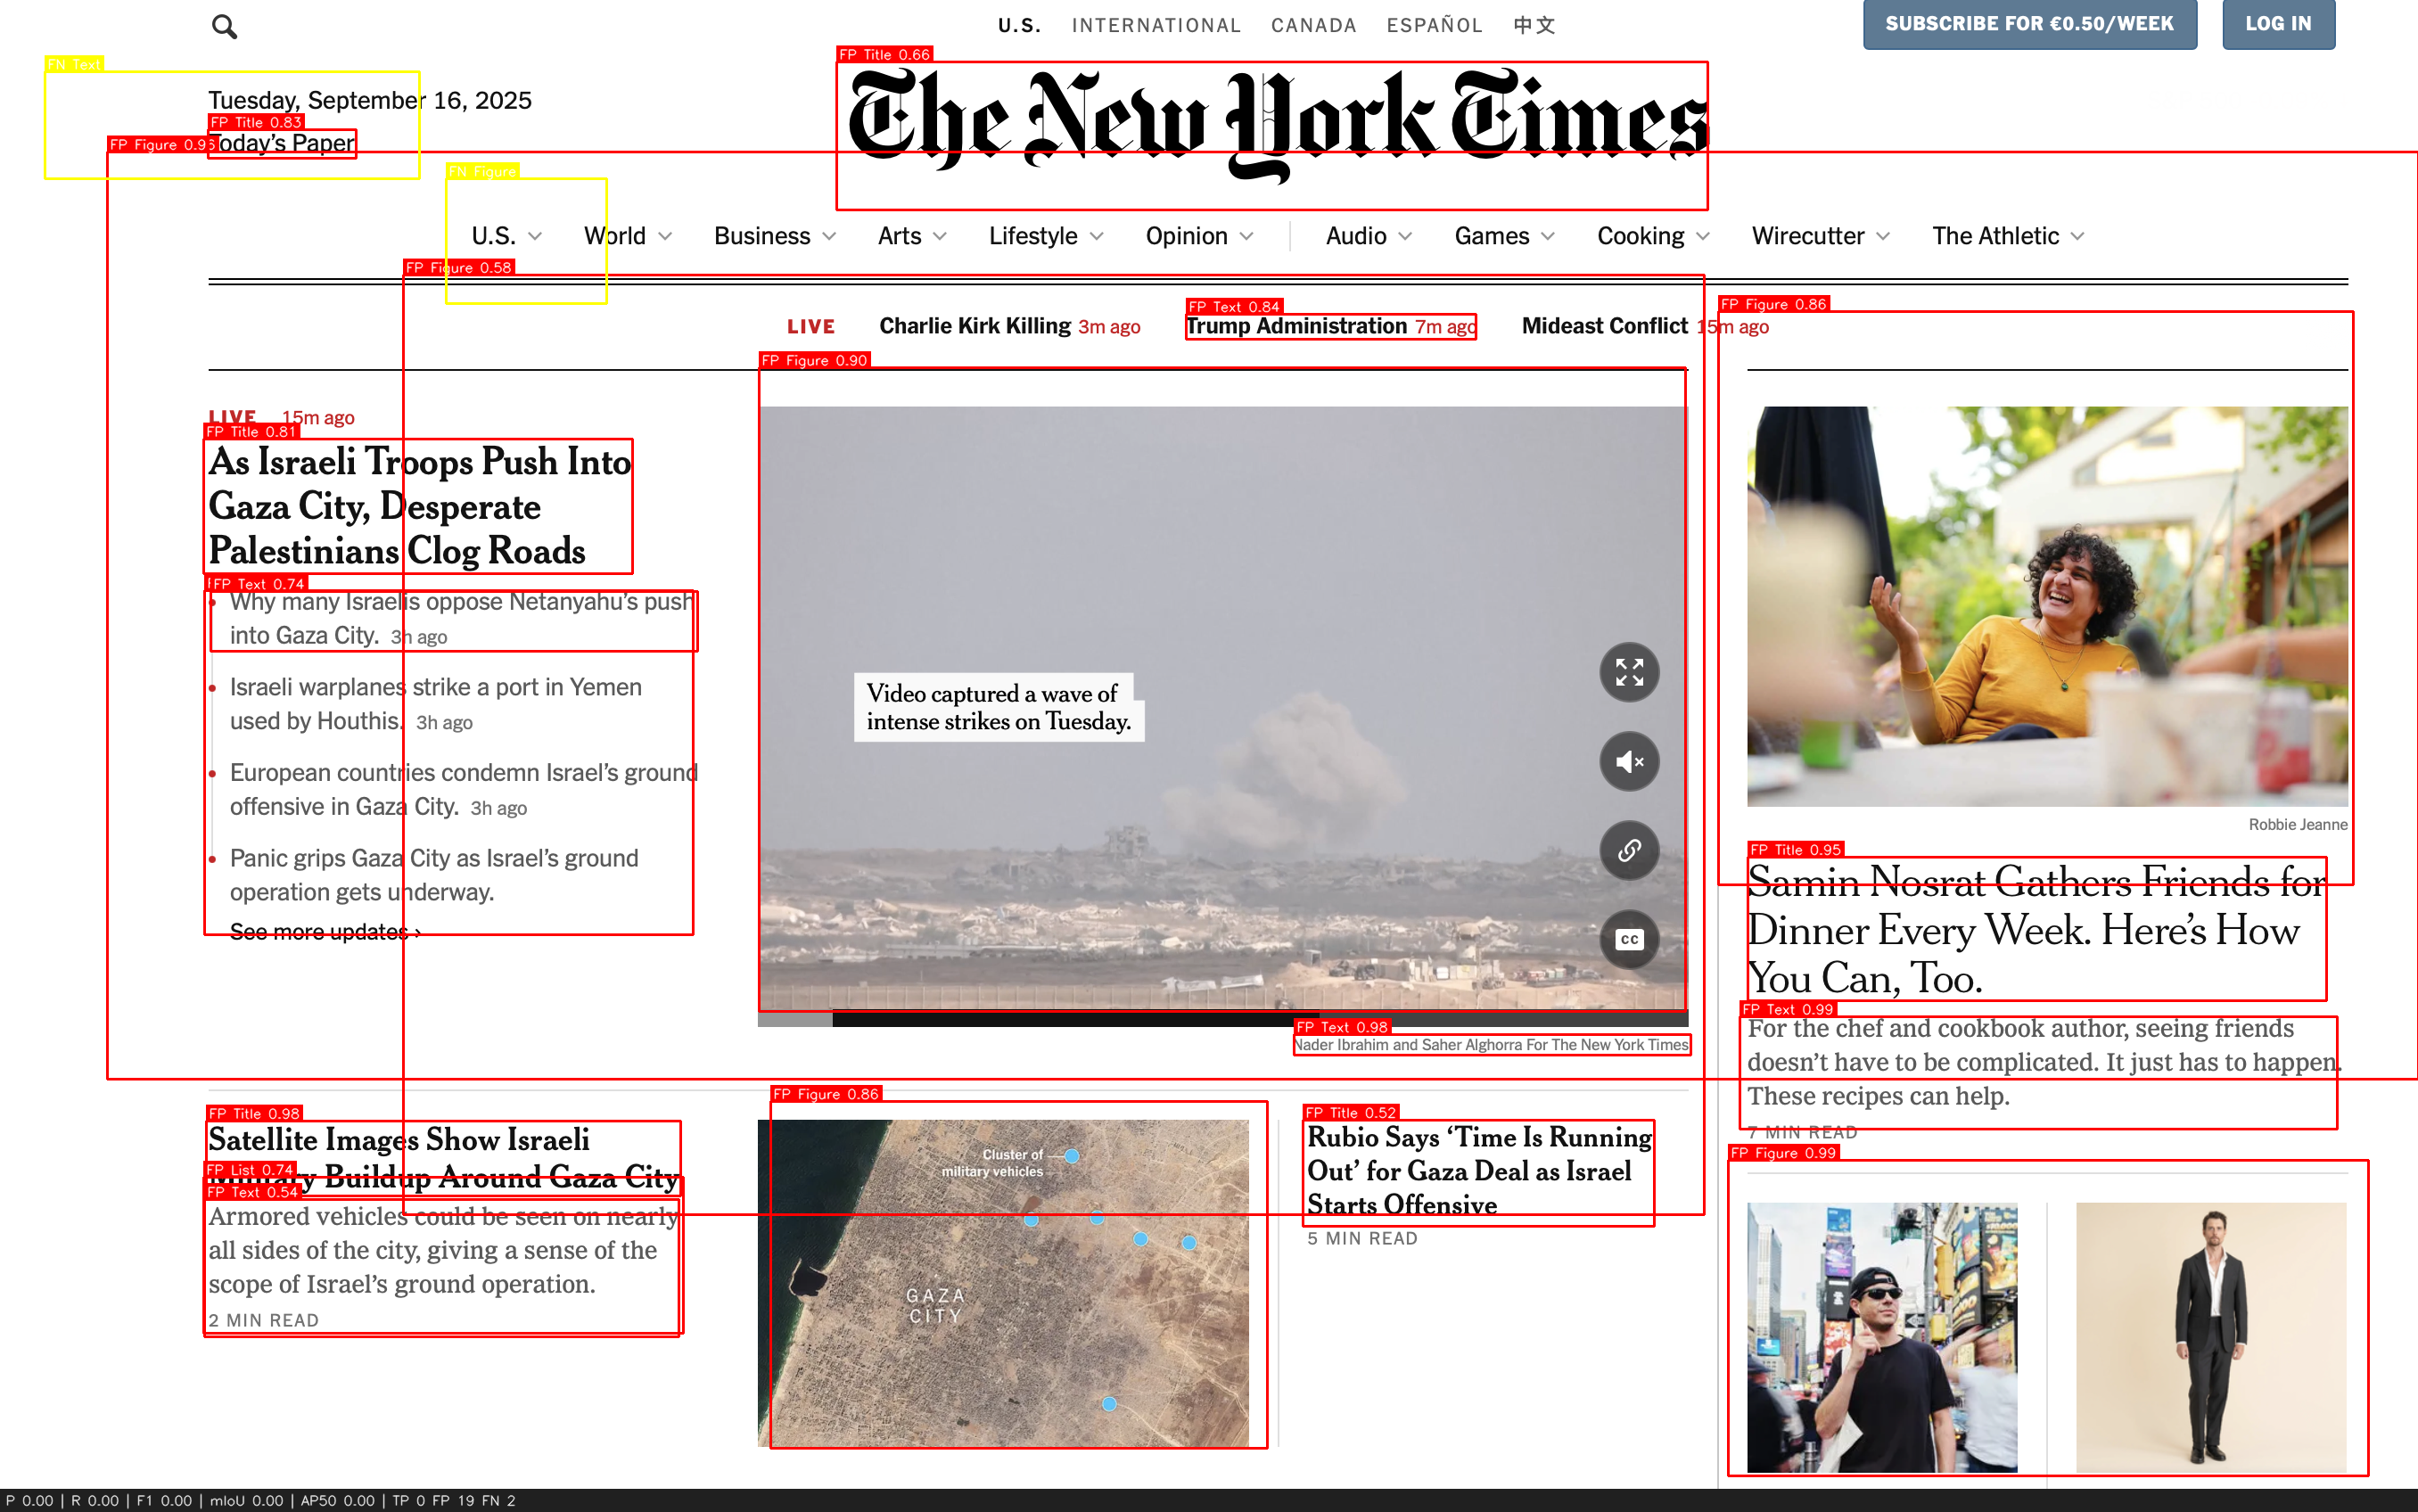 U.S. INTERNATIONAL CANADA ESPAÑOL 中文
SUBSCRIBE FOR €0.50/WEEK LOG IN
FN Text
Tuesday, September 16, 2025
FP Title 0.83
Today's Paper
FP Title 0.66
The New York Times
FP Figure 0.96
FN Figure
U.S. World Business Arts Lifestyle Opinion Audio Games Cooking Wirecutter The Athletic
FP Figure 0.58
FP Text 0.84
LIVE Charlie Kirk Killing 3m ago Trump Administration 7m ago Mideast Conflict 15m ago
LIVE 15m ago
FP Title 0.81
As Israeli Troops Push Into
Gaza City, Desperate
Palestinians Clog Roads
FP Text 0.74
Why many Israelis oppose Netanyahu's push
into Gaza City. 3h ago
Israeli warplanes strike a port in Yemen
used by Houthis. 3h ago
European countries condemn Israel's ground
offensive in Gaza City. 3h ago
Panic grips Gaza City as Israel's ground
operation gets underway.
See more updates ›
FP Figure 0.90
Video captured a wave of
intense strikes on Tuesday.
CC
FP Text 0.98
Nader Ibrahim and Saher Alghorra For The New York Times
FP Figure 0.86
Robbie Jeanne
FP Title 0.95
Samin Nosrat Gathers Friends for
Dinner Every Week. Here's How
You Can, Too.
FP Text 0.99
For the chef and cookbook author, seeing friends
doesn't have to be complicated. It just has to happen.
These recipes can help.
7 MIN READ
FP Figure 0.99
FP Title 0.98
Satellite Images Show Israeli
Military Buildup Around Gaza City
FP List 0.74
FP Text 0.54
Armored vehicles could be seen on nearly
all sides of the city, giving a sense of the
scope of Israel's ground operation.
2 MIN READ
FP Figure 0.86
Cluster of
military vehicles
GAZA
CITY
FP Title 0.52
Rubio Says ‘Time Is Running
Out’ for Gaza Deal as Israel
Starts Offensive
5 MIN READ
P 0.00 | R 0.00 | F1 0.00 | mIoU 0.00 | AP50 0.00 | TP 0 FP 19 FN 2